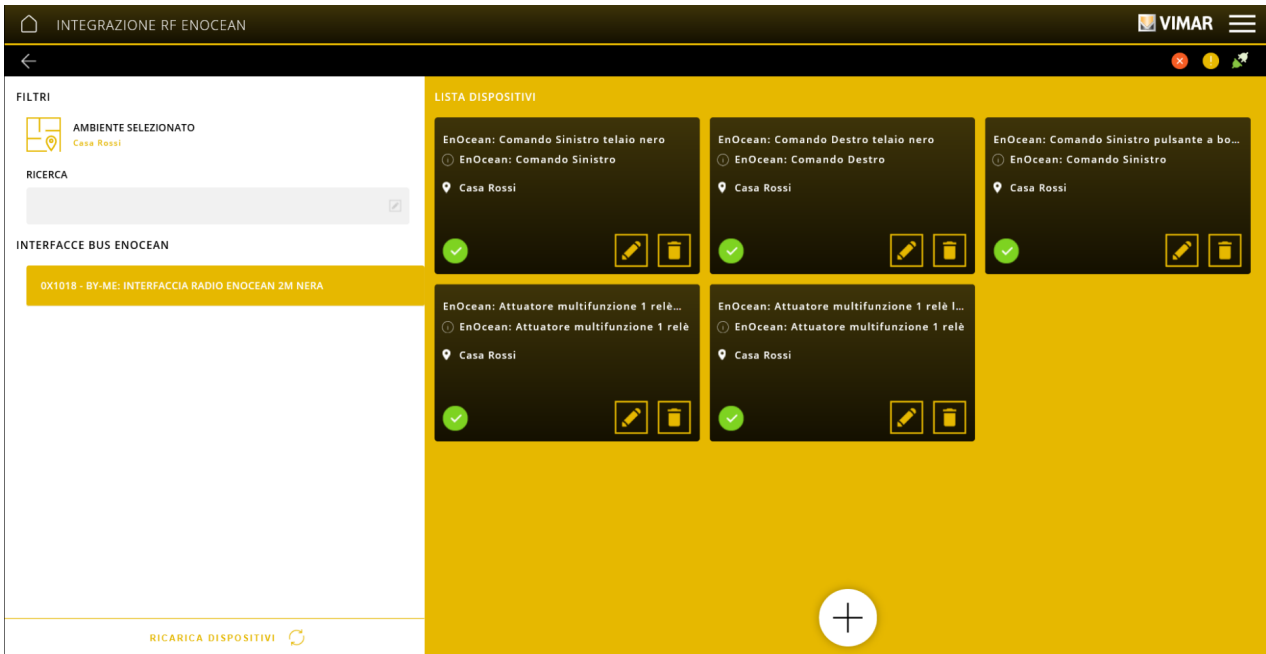 INTEGRAZIONE RF ENOCEAN
VIMAR
FILTRI
AMBIENTE SELEZIONATO
Casa Rossi
RICERCA
INTERFACCE BUS ENOCEAN
0X1018 - BY-ME: INTERFACCIA RADIO ENOCEAN 2M NERA
RICARICA DISPOSITIVI
LISTA DISPOSITIVI
EnOcean: Comando Sinistro telaio nero
EnOcean: Comando Sinistro
Casa Rossi
EnOcean: Comando Destro telaio nero
EnOcean: Comando Destro
Casa Rossi
EnOcean: Comando Sinistro pulsante a bo...
EnOcean: Comando Sinistro
Casa Rossi
EnOcean: Attuatore multifunzione 1 relè...
EnOcean: Attuatore multifunzione 1 relè
Casa Rossi
EnOcean: Attuatore multifunzione 1 relè l...
EnOcean: Attuatore multifunzione 1 relè
Casa Rossi